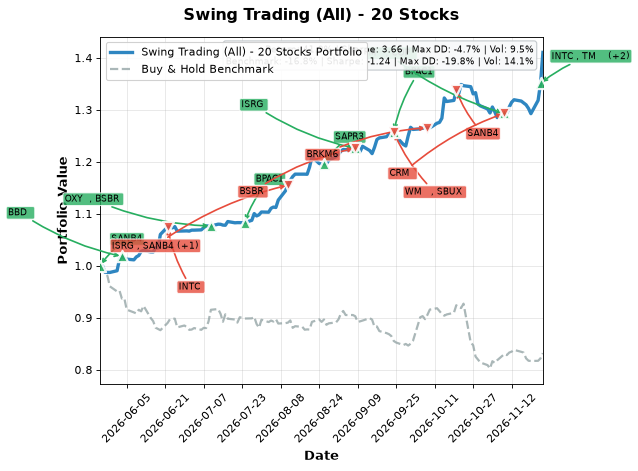 Swing Trading (All) - 20 Stocks
Swing Trading (All) - 20 Stocks Portfolio
Buy & Hold Benchmark
3.66 | Max DD: -4.7% | Vol: 9.5%
-1.24 | Max DD: -19.8% | Vol: 14.1%
INTC , TM (+2)
BPAC1
ISRG
SAPR3
SANB4
BRKM6
CRM
BPAC1
BSBR
WM , SBUX
OXY , BSBR
BBD
SANB4
ISRG , SANB4 (+1)
INTC
Portfolio Value
1.4
1.3
1.2
1.1
1.0
0.9
0.8
2026-06-05
2026-06-21
2026-07-07
2026-07-23
2026-08-08
2026-08-24
2026-09-09
2026-09-25
2026-10-11
2026-10-27
2026-11-12
Date